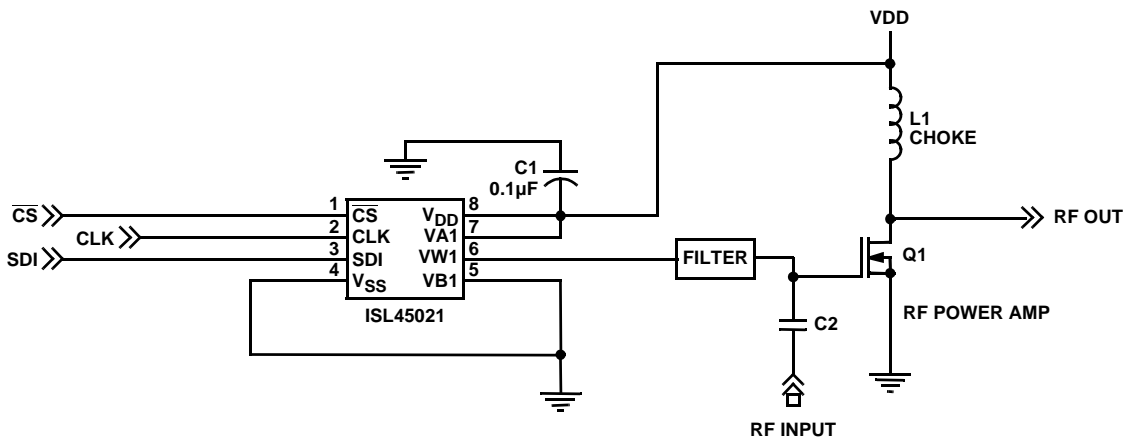 VDD
L1
CHOKE
C1
0.1µF
1
8
CS
CS
VDD
2
7
CLK
CLK
VA1
RF OUT
3
6
SDI
SDI
VW1
FILTER
Q1
4
5
VSS
VB1
ISL45021
RF POWER AMP
C2
RF INPUT